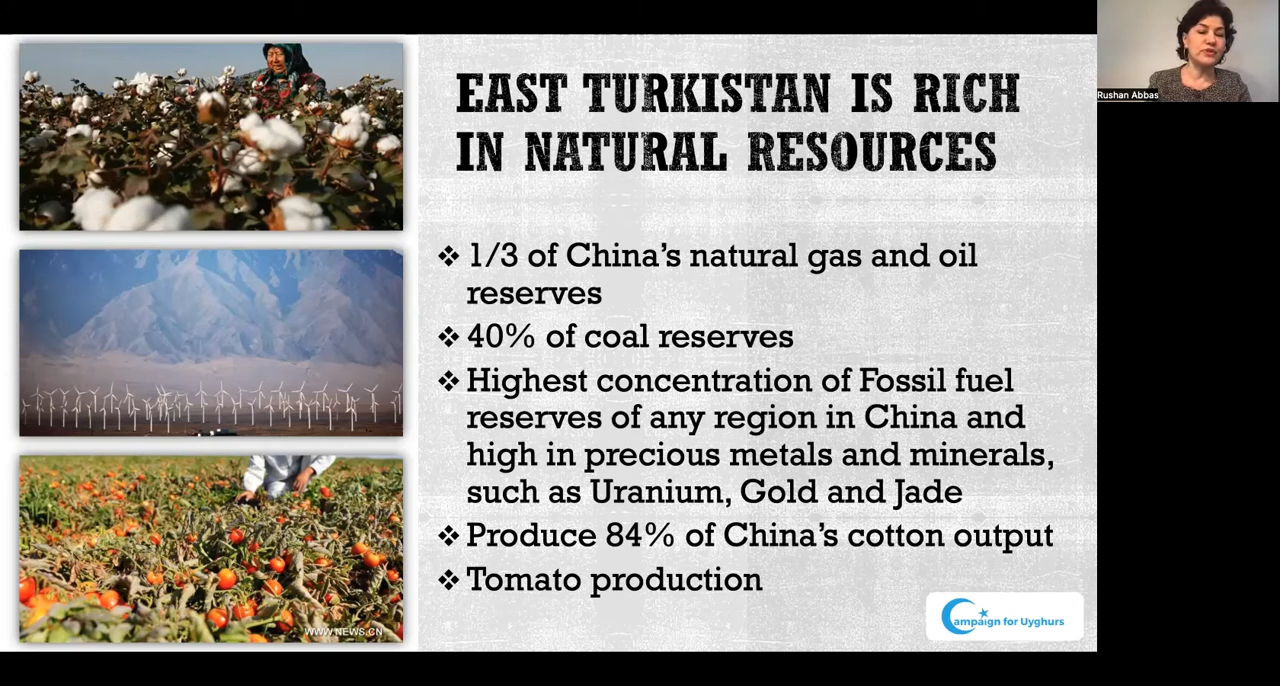 EAST TURKISTAN IS RICH
IN NATURAL RESOURCES
❖ 1/3 of China’s natural gas and oil
reserves
❖ 40% of coal reserves
❖ Highest concentration of Fossil fuel
reserves of any region in China and
high in precious metals and minerals,
such as Uranium, Gold and Jade
❖ Produce 84% of China’s cotton output
❖ Tomato production
WWW.NEWS.CN
Campaign for Uyghurs
Rushan Abbas